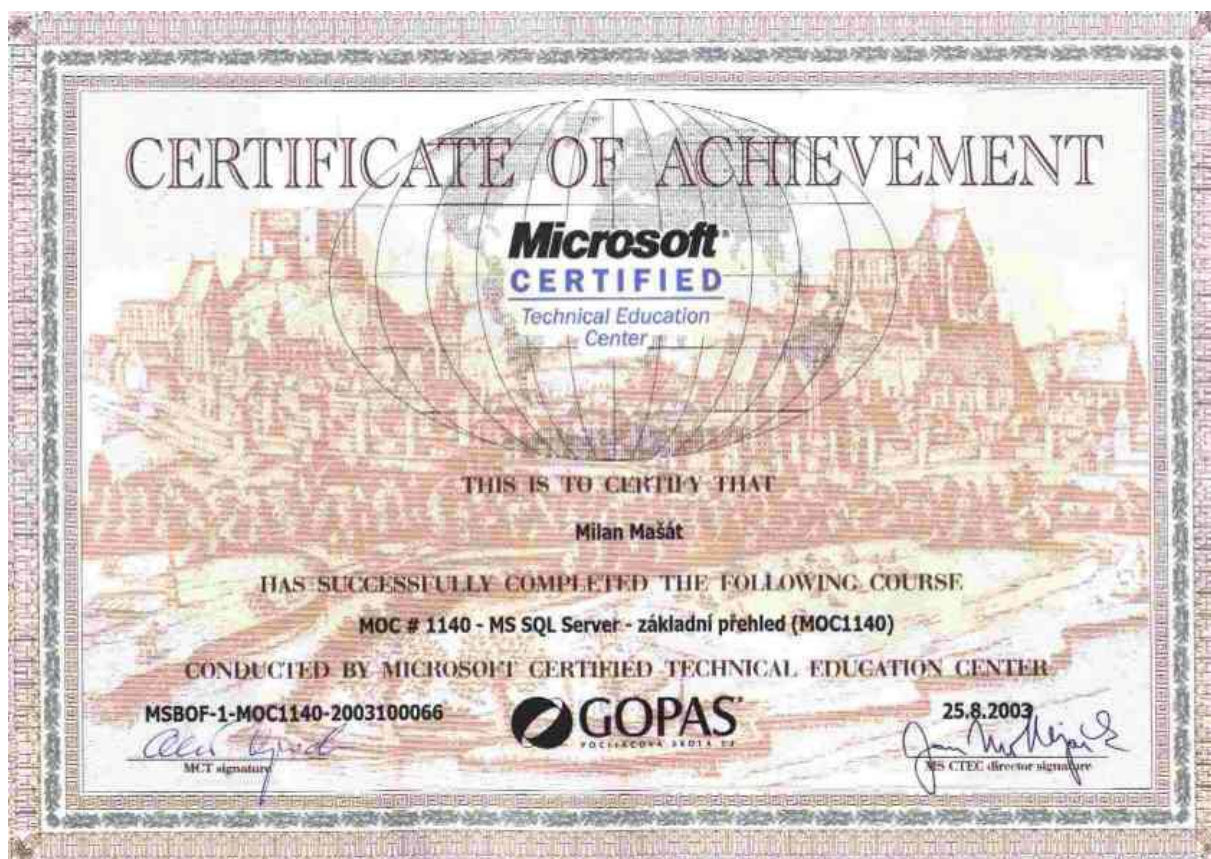 CERTIFICATE OF ACHIEVEMENT
Microsoft
CERTIFIED
Technical Education
Center
THIS IS TO CERTIFY THAT
Milan Mašát
HAS SUCCESSFULLY COMPLETED THE FOLLOWING COURSE
MOC # 1140 - MS SQL Server - základní přehled (MOC1140)
CONDUCTED BY MICROSOFT CERTIFIED TECHNICAL EDUCATION CENTER
MSBOF-1-MOC1140-2003100066
GOPAS
POČÍTAČOVÁ ŠKOLA
25.8.2003
MCT signature
MS CTEC director signature